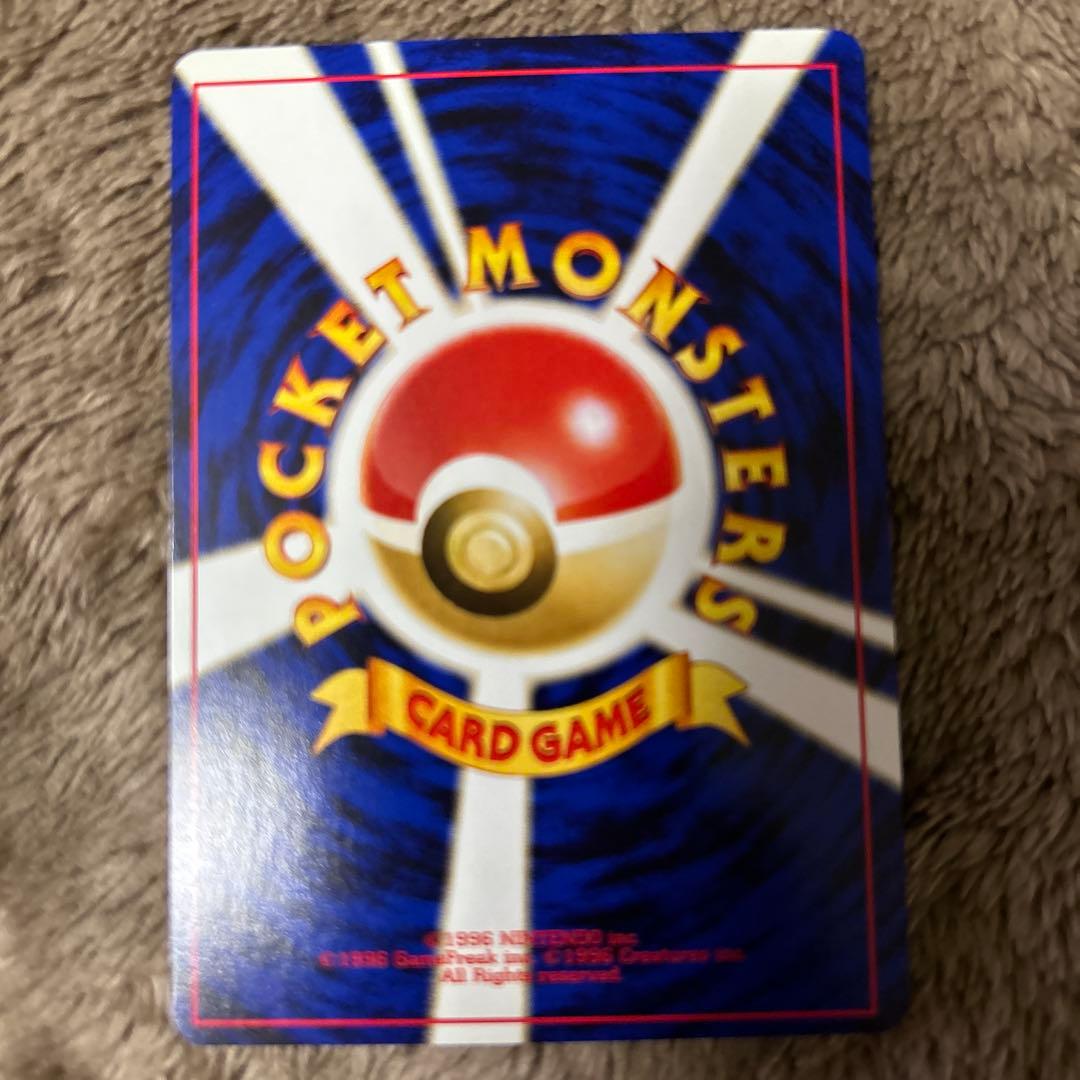 POCKET MONSTERS
CARD GAME
©1996 NINTENDO inc.
©1996 GameFreak inc. ©1996 Creatures inc.
All Rights reserved.